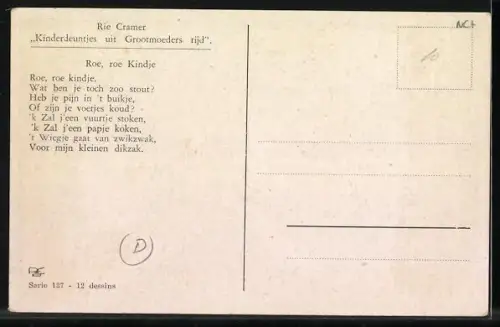 Rie Cramer
„Kinderdeuntjes uit Grootmoeders tijd".
Roe, roe Kindje
Roe, roe kindje.
Wat ben je toch zoo stout?
Heb je pijn in 't buikje,
Of zijn je voetjes koud?
'k Zal j'een vuurtje stoken,
'k Zal j'een papje koken,
't Wiegje gaat van zwikzwak,
Voor mijn kleinen dikzak.
D
Serie 127 - 12 dessins
10